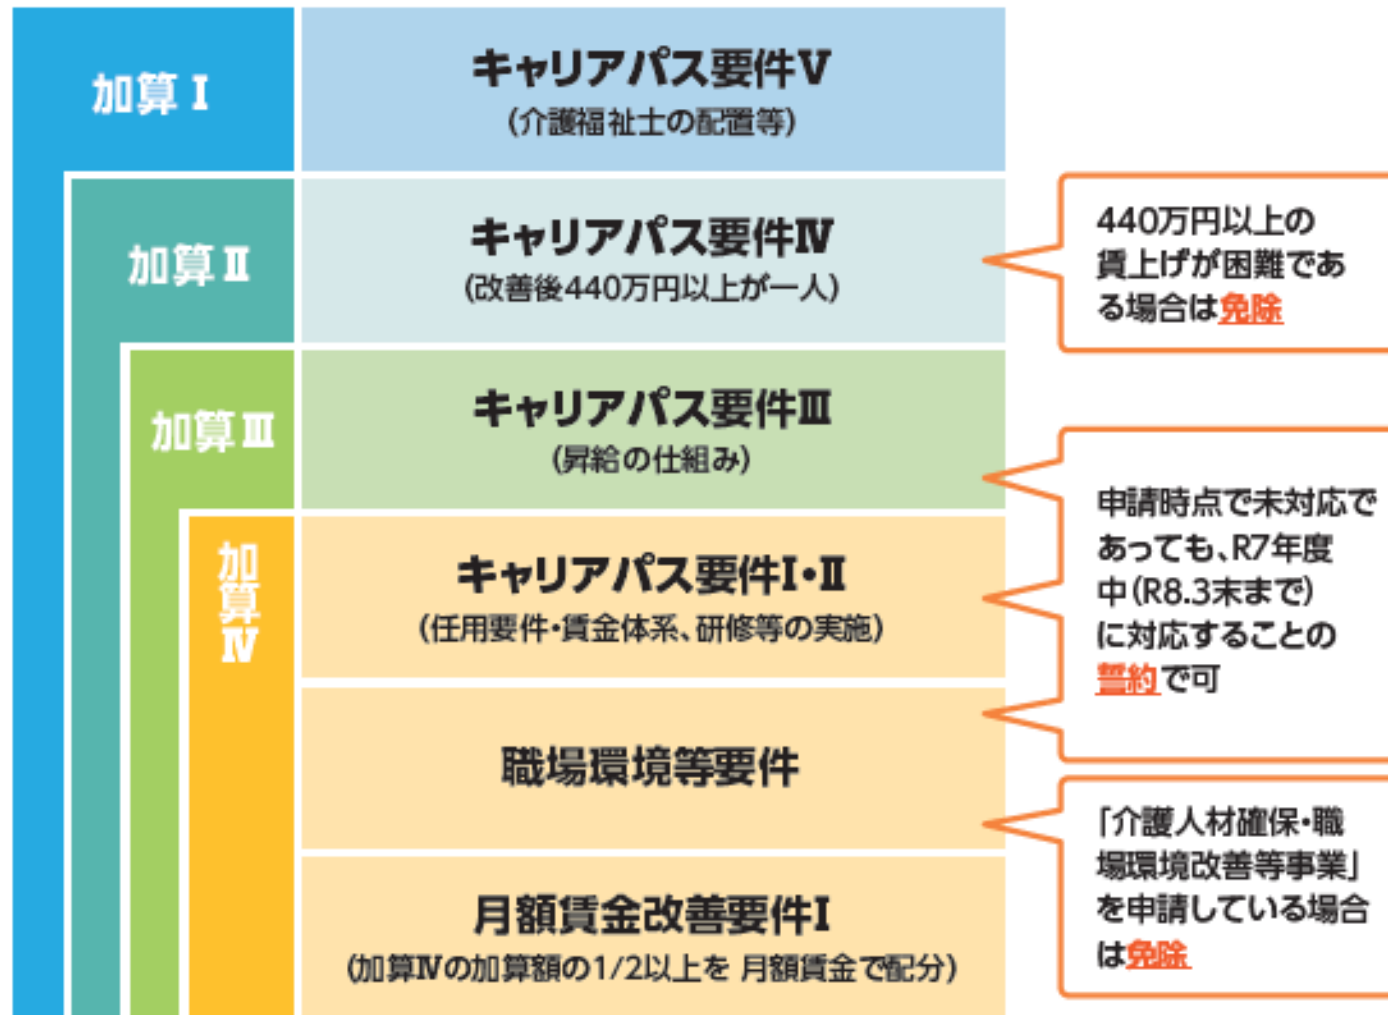 加算Ⅰ
キャリアパス要件Ⅴ
(介護福祉士の配置等)
加算Ⅱ
キャリアパス要件Ⅳ
(改善後440万円以上が一人)
440万円以上の
賃上げが困難であ
る場合は免除
加算Ⅲ
キャリアパス要件Ⅲ
(昇給の仕組み)
加算Ⅳ
キャリアパス要件Ⅰ・Ⅱ
(任用要件・賃金体系、研修等の実施)
申請時点で未対応で
あっても、R7年度
中(R8.3末まで)
に対応することの
誓約で可
職場環境等要件
「介護人材確保・職
場環境改善等事業」
を申請している場合
は免除
月額賃金改善要件Ⅰ
(加算Ⅳの加算額の1/2以上を 月額賃金で配分)